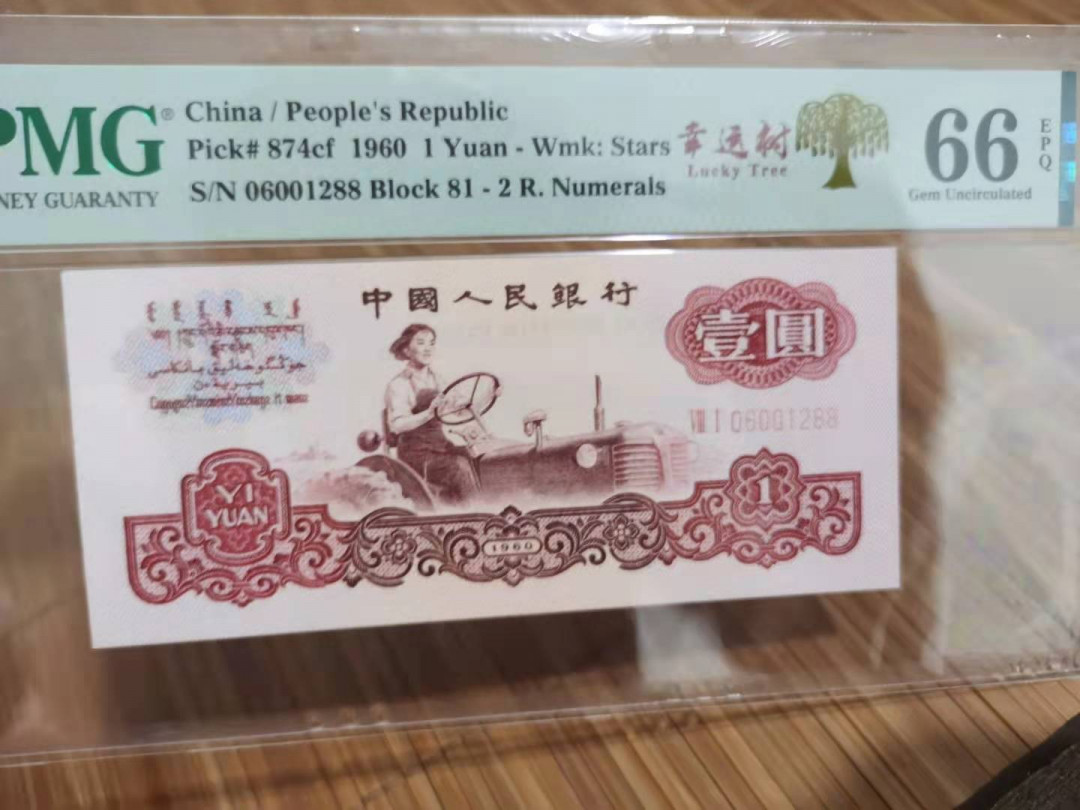 PMG®
NEY GUARANTY
China / People's Republic
Pick# 874cf 1960 1 Yuan - Wmk: Stars
S/N 06001288 Block 81 - 2 R. Numerals
幸运树
Lucky Tree
66
EPQ
Gem Uncirculated
中國人民銀行
壹圓
VIII I 06001288
YI
YUAN
1960
1